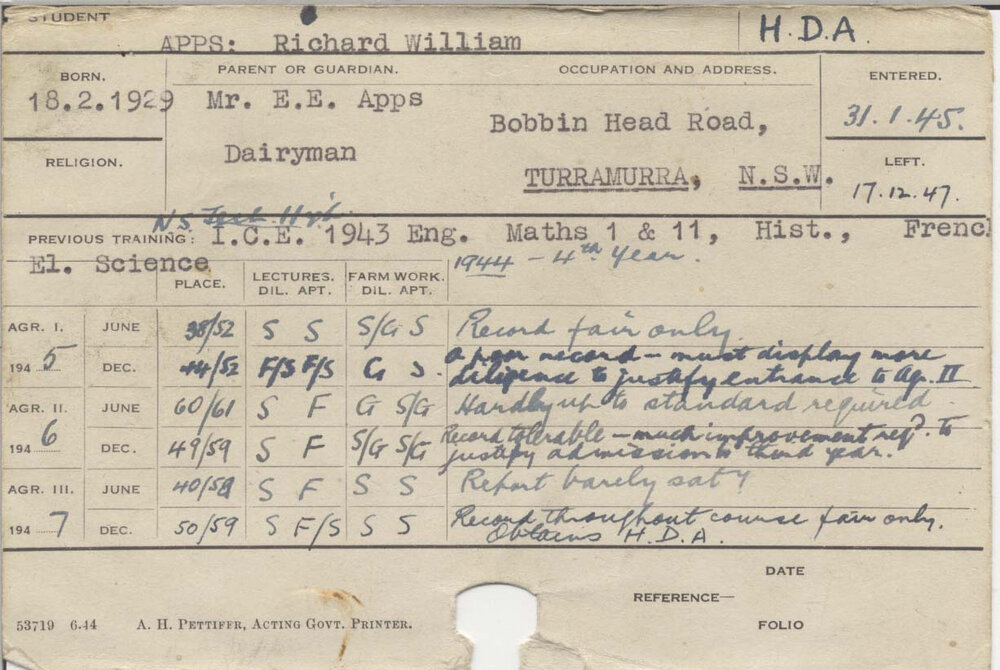 STUDENT
APPS: Richard William H.D.A.
BORN. PARENT OR GUARDIAN. OCCUPATION AND ADDRESS. ENTERED.
18.2.1929 Mr. E.E. Apps Bobbin Head Road, 31.1.45.
RELIGION. Dairyman TURRAMURRA, N.S.W. LEFT.
17.12.47.
N.S. Tech. High.
PREVIOUS TRAINING: I.C.E. 1943 Eng. Maths 1 & 11, Hist., French
El. Science 1944 - 4th Year.
PLACE. LECTURES. DIL. APT. FARM WORK. DIL. APT.
AGR. I. JUNE 38/52 S S S/G S Record fair only.
1945 DEC. 44/52 F/S F/S G S. A poor record - must display more
diligence to justify entrance to Ag. II
AGR. II. JUNE 60/61 S F G S/G Hardly up to standard required.
1946 DEC. 49/59 S F S/G S/G Record tolerable - much improvement reqd. to
justify admission to third year.
AGR. III. JUNE 40/58 S F S S Report barely saty
1947 DEC. 50/59 S F/S S S Record throughout course fair only.
Obtains H.D.A.
DATE
REFERENCE—
FOLIO
53719 6.44 A. H. PETTIFER, ACTING GOVT. PRINTER.